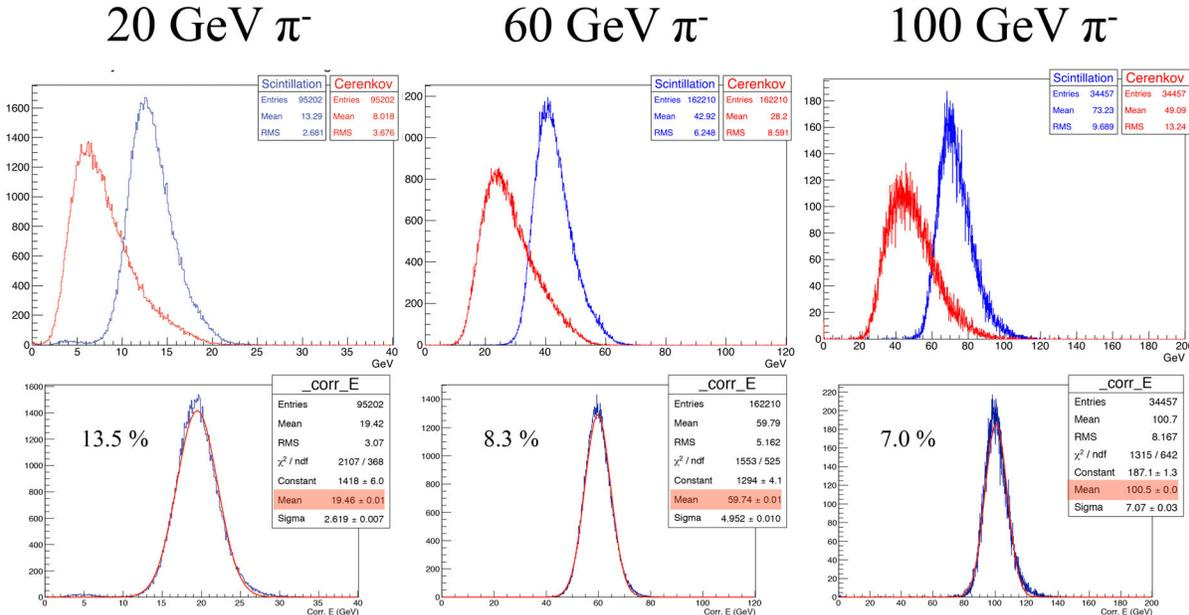 20 GeV π⁻
60 GeV π⁻
100 GeV π⁻
Scintillation Cerenkov
Entries 95202 Entries 95202
Mean 13.29 Mean 8.018
RMS 2.681 RMS 3.676
1600
1400
1200
1000
800
600
400
200
0
0 5 10 15 20 25 30 35 40
GeV
Scintillation Cerenkov
Entries 162210 Entries 162210
Mean 42.92 Mean 28.2
RMS 6.248 RMS 8.591
200
000
800
600
400
200
0
0 20 40 60 80 100 120
GeV
Scintillation Cerenkov
Entries 34457 Entries 34457
Mean 73.23 Mean 49.09
RMS 9.689 RMS 13.24
180
160
140
120
100
80
60
40
20
0
0 20 40 60 80 100 120 140 160 180 200
GeV
_corr_E
Entries 95202
Mean 19.42
RMS 3.07
χ² / ndf 2107 / 368
Constant 1418 ± 6.0
Mean 19.46 ± 0.01
Sigma 2.619 ± 0.007
13.5 %
1600
1400
1200
1000
800
600
400
200
0
0 5 10 15 20 25 30 35 40
Corr. E (GeV)
_corr_E
Entries 162210
Mean 59.79
RMS 5.162
χ² / ndf 1553 / 525
Constant 1294 ± 4.1
Mean 59.74 ± 0.01
Sigma 4.952 ± 0.010
8.3 %
1400
1200
1000
800
600
400
200
0
0 20 40 60 80 100 120
Corr. E (GeV)
_corr_E
Entries 34457
Mean 100.7
RMS 8.167
χ² / ndf 1315 / 642
Constant 187.1 ± 1.3
Mean 100.5 ± 0.0
Sigma 7.07 ± 0.03
7.0 %
220
200
180
160
140
120
100
80
60
40
20
0
0 20 40 60 80 100 120 140 160 180 200
Corr. E (GeV)